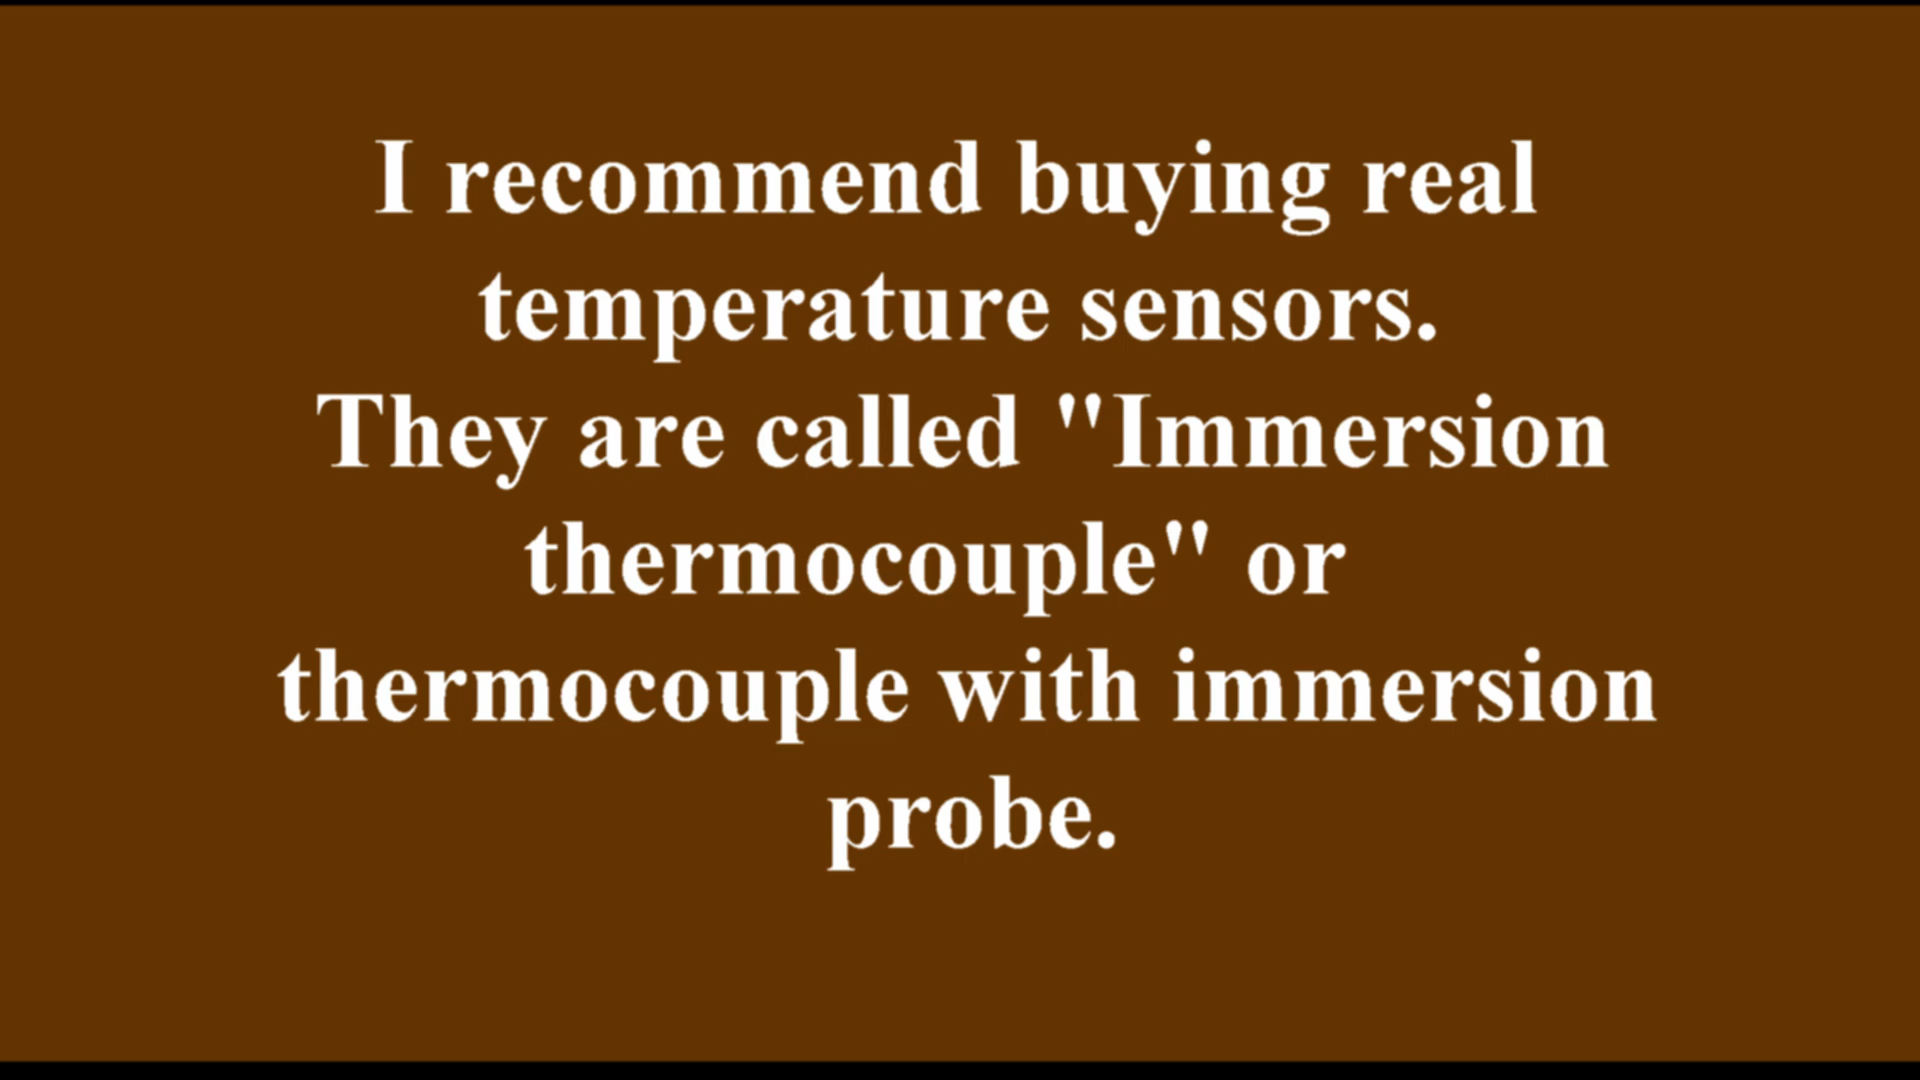 I recommend buying real
temperature sensors.
They are called "Immersion
thermocouple" or
thermocouple with immersion
probe.